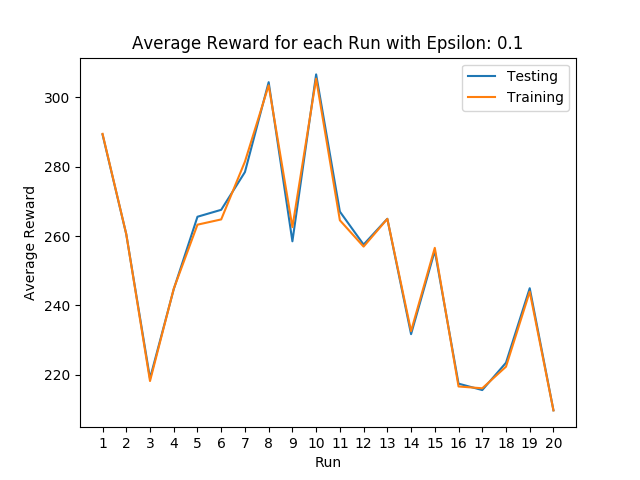 Average Reward for each Run with Epsilon: 0.1
Testing
Training
300
280
260
240
220
Average Reward
1 2 3 4 5 6 7 8 9 10 11 12 13 14 15 16 17 18 19 20
Run